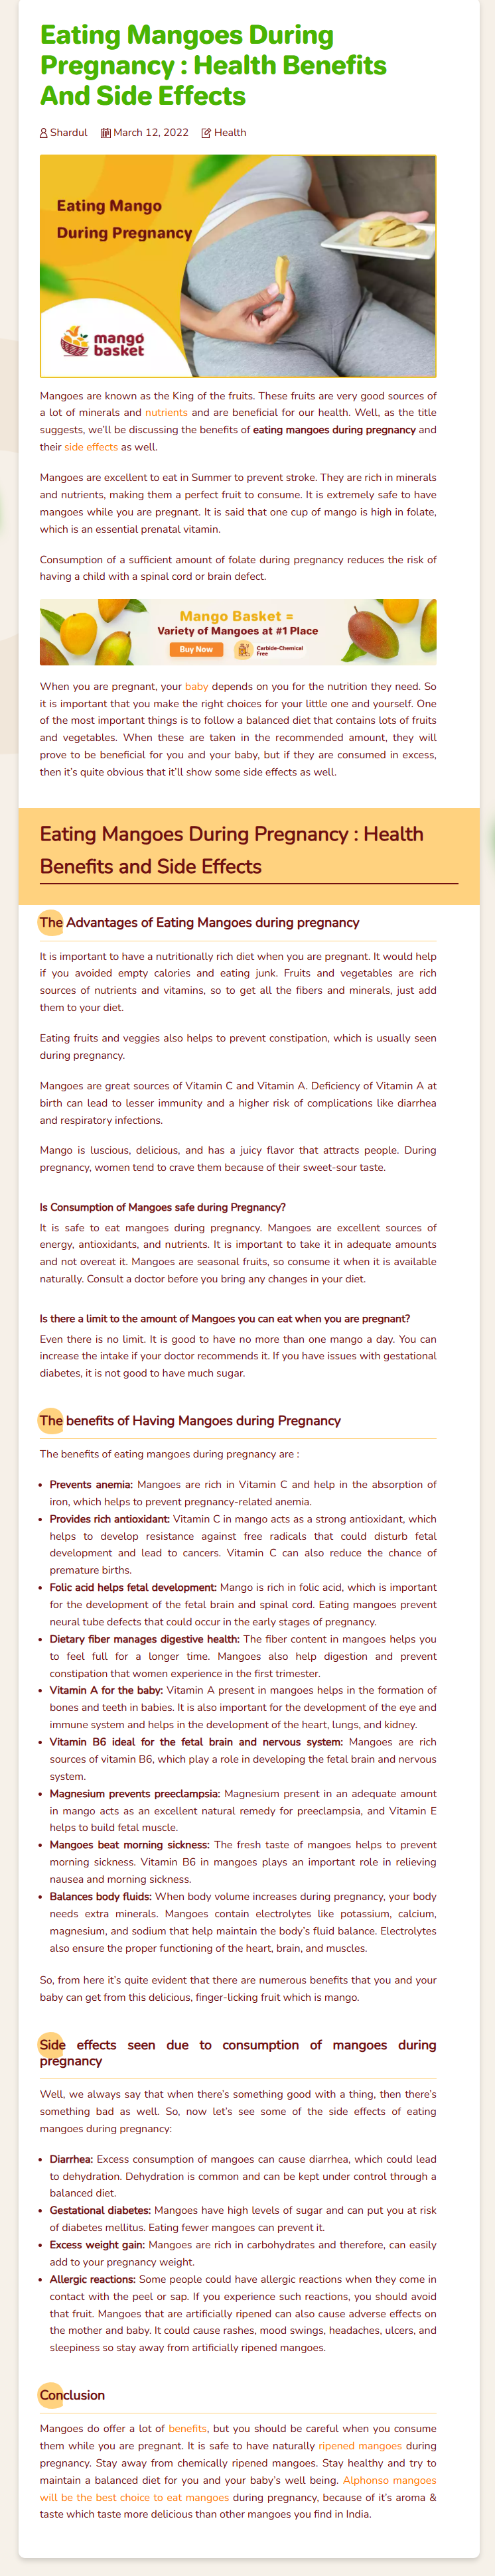 Eating Mangoes During
Pregnancy : Health Benefits
And Side Effects
Shardul March 12, 2022 Health
Eating Mango
During Pregnancy
mango
basket
Mangoes are known as the King of the fruits. These fruits are very good sources of
a lot of minerals and nutrients and are beneficial for our health. Well, as the title
suggests, we'll be discussing the benefits of eating mangoes during pregnancy and
their side effects as well.
Mangoes are excellent to eat in Summer to prevent stroke. They are rich in minerals
and nutrients, making them a perfect fruit to consume. It is extremely safe to have
mangoes while you are pregnant. It is said that one cup of mango is high in folate,
which is an essential prenatal vitamin.
Consumption of a sufficient amount of folate during pregnancy reduces the risk of
having a child with a spinal cord or brain defect.
Mango Basket =
Variety of Mangoes at #1 Place
Buy Now
Carbide-Chemical
Free
When you are pregnant, your baby depends on you for the nutrition they need. So
it is important that you make the right choices for your little one and yourself. One
of the most important things is to follow a balanced diet that contains lots of fruits
and vegetables. When these are taken in the recommended amount, they will
prove to be beneficial for you and your baby, but if they are consumed in excess,
then it's quite obvious that it'll show some side effects as well.
Eating Mangoes During Pregnancy : Health
Benefits and Side Effects
The Advantages of Eating Mangoes during pregnancy
It is important to have a nutritionally rich diet when you are pregnant. It would help
if you avoided empty calories and eating junk. Fruits and vegetables are rich
sources of nutrients and vitamins, so to get all the fibers and minerals, just add
them to your diet.
Eating fruits and veggies also helps to prevent constipation, which is usually seen
during pregnancy.
Mangoes are great sources of Vitamin C and Vitamin A. Deficiency of Vitamin A at
birth can lead to lesser immunity and a higher risk of complications like diarrhea
and respiratory infections.
Mango is luscious, delicious, and has a juicy flavor that attracts people. During
pregnancy, women tend to crave them because of their sweet-sour taste.
Is Consumption of Mangoes safe during Pregnancy?
It is safe to eat mangoes during pregnancy. Mangoes are excellent sources of
energy, antioxidants, and nutrients. It is important to take it in adequate amounts
and not overeat it. Mangoes are seasonal fruits, so consume it when it is available
naturally. Consult a doctor before you bring any changes in your diet.
Is there a limit to the amount of Mangoes you can eat when you are pregnant?
Even there is no limit. It is good to have no more than one mango a day. You can
increase the intake if your doctor recommends it. If you have issues with gestational
diabetes, it is not good to have much sugar.
The benefits of Having Mangoes during Pregnancy
The benefits of eating mangoes during pregnancy are :
• Prevents anemia: Mangoes are rich in Vitamin C and help in the absorption of
iron, which helps to prevent pregnancy-related anemia.
• Provides rich antioxidant: Vitamin C in mango acts as a strong antioxidant, which
helps to develop resistance against free radicals that could disturb fetal
development and lead to cancers. Vitamin C can also reduce the chance of
premature births.
• Folic acid helps fetal development: Mango is rich in folic acid, which is important
for the development of the fetal brain and spinal cord. Eating mangoes prevent
neural tube defects that could occur in the early stages of pregnancy.
• Dietary fiber manages digestive health: The fiber content in mangoes helps you
to feel full for a longer time. Mangoes also help digestion and prevent
constipation that women experience in the first trimester.
• Vitamin A for the baby: Vitamin A present in mangoes helps in the formation of
bones and teeth in babies. It is also important for the development of the eye and
immune system and helps in the development of the heart, lungs, and kidney.
• Vitamin B6 ideal for the fetal brain and nervous system: Mangoes are rich
sources of vitamin B6, which play a role in developing the fetal brain and nervous
system.
• Magnesium prevents preeclampsia: Magnesium present in an adequate amount
in mango acts as an excellent natural remedy for preeclampsia, and Vitamin E
helps to build fetal muscle.
• Mangoes beat morning sickness: The fresh taste of mangoes helps to prevent
morning sickness. Vitamin B6 in mangoes plays an important role in relieving
nausea and morning sickness.
• Balances body fluids: When body volume increases during pregnancy, your body
needs extra minerals. Mangoes contain electrolytes like potassium, calcium,
magnesium, and sodium that help maintain the body's fluid balance. Electrolytes
also ensure the proper functioning of the heart, brain, and muscles.
So, from here it's quite evident that there are numerous benefits that you and your
baby can get from this delicious, finger-licking fruit which is mango.
Side effects seen due to consumption of mangoes during
pregnancy
Well, we always say that when there's something good with a thing, then there's
something bad as well. So, now let's see some of the side effects of eating
mangoes during pregnancy:
• Diarrhea: Excess consumption of mangoes can cause diarrhea, which could lead
to dehydration. Dehydration is common and can be kept under control through a
balanced diet.
• Gestational diabetes: Mangoes have high levels of sugar and can put you at risk
of diabetes mellitus. Eating fewer mangoes can prevent it.
• Excess weight gain: Mangoes are rich in carbohydrates and therefore, can easily
add to your pregnancy weight.
• Allergic reactions: Some people could have allergic reactions when they come in
contact with the peel or sap. If you experience such reactions, you should avoid
that fruit. Mangoes that are artificially ripened can also cause adverse effects on
the mother and baby. It could cause rashes, mood swings, headaches, ulcers, and
sleepiness so stay away from artificially ripened mangoes.
Conclusion
Mangoes do offer a lot of benefits, but you should be careful when you consume
them while you are pregnant. It is safe to have naturally ripened mangoes during
pregnancy. Stay away from chemically ripened mangoes. Stay healthy and try to
maintain a balanced diet for you and your baby's well being. Alphonso mangoes
will be the best choice to eat mangoes during pregnancy, because of it's aroma &
taste which taste more delicious than other mangoes you find in India.